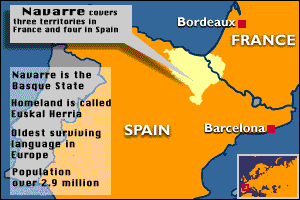 Navarre covers
three territories in
France and four in Spain
Bordeaux
FRANCE
Navarre is the
Basque State
Homeland is called
Euskal Herria
Oldest surviving
language in
Europe
Population
over 2.9 million
SPAIN
Barcelona